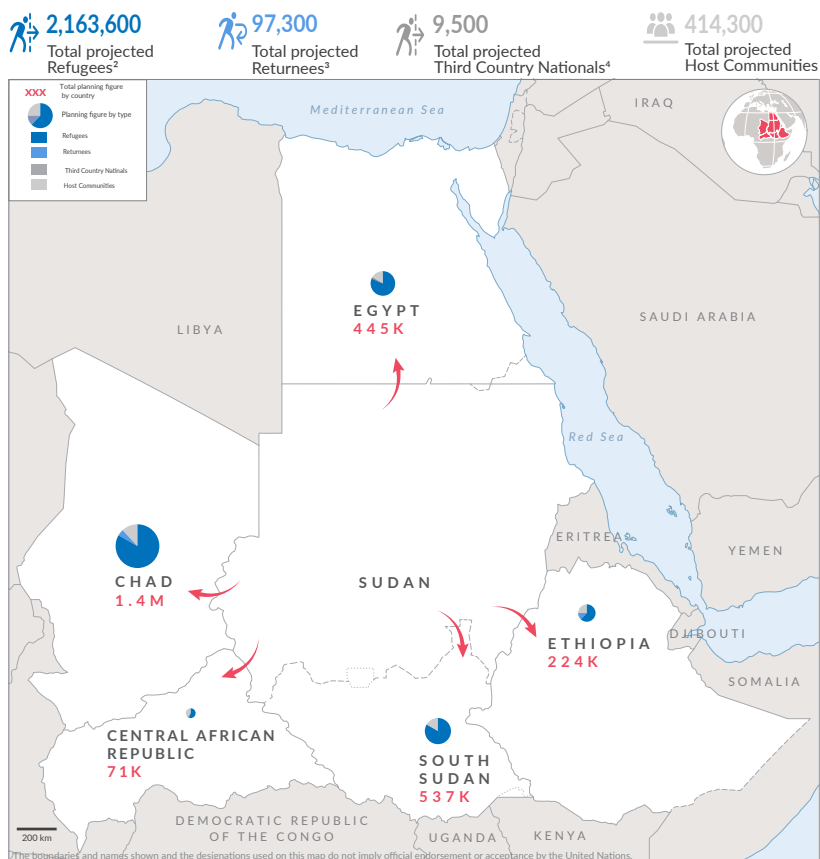 2,163,600
Total projected
Refugees²
97,300
Total projected
Returnees³
9,500
Total projected
Third Country Nationals⁴
414,300
Total projected
Host Communities
XXX Total planning figure
by country
Planning figure by type
Refugees
Returnees
Third Country Natinals
Host Communities
Mediterranean Sea
IRAQ
EGYPT
445K
LIBYA
SAUDI ARABIA
Red Sea
ERITREA
YEMEN
CHAD
1.4M
SUDAN
DJIBOUTI
ETHIOPIA
224K
SOMALIA
CENTRAL AFRICAN
REPUBLIC
71K
SOUTH
SUDAN
537K
DEMOCRATIC REPUBLIC
OF THE CONGO
UGANDA
KENYA
200 km
The boundaries and names shown and the designations used on this map do not imply official endorsement or acceptance by the United Nations.